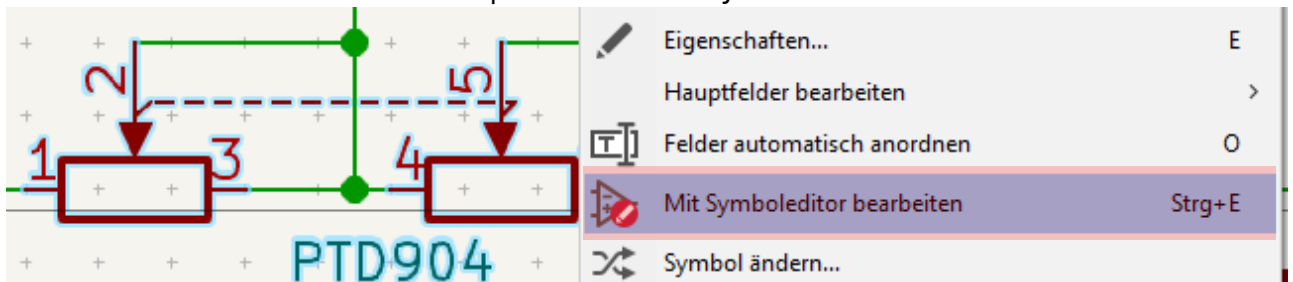 2
5
1
3
4
PTD904
Eigenschaften... E
Hauptfelder bearbeiten >
Felder automatisch anordnen O
Mit Symboleditor bearbeiten Strg+E
Symbol ändern...